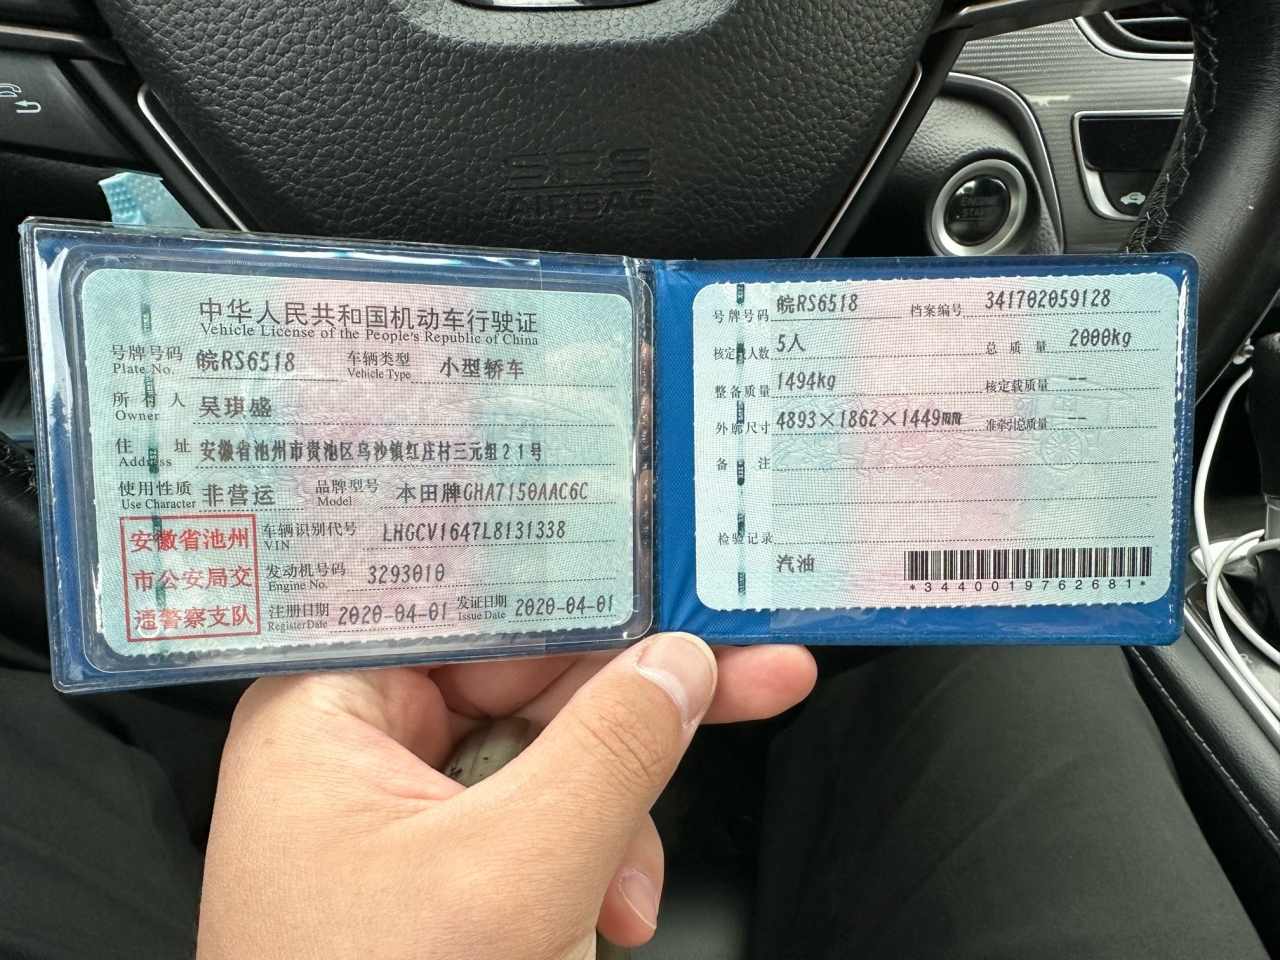 SRS
AIRBAG
ENGINE
START
中华人民共和国机动车行驶证
Vehicle License of the People's Republic of China
号牌号码 皖RS6518 车辆类型 小型轿车
Plate No. Vehicle Type
所有人 吴琪盛
Owner
住址 安徽省池州市贵池区乌沙镇红庄村三元组21号
Address
使用性质 非营运 品牌型号 本田牌GHA7150AAC6C
Use Character Model
安徽省池州
市公安局交
通警察支队
车辆识别代号 LHGCV1647L8131338
VIN
发动机号码 3293010
Engine No.
注册日期 2020-04-01 发证日期 2020-04-01
Register Date Issue Date
号牌号码 皖RS6518 档案编号 341702059128
核定载人数 5人 总质量 2000kg
整备质量 1494kg 核定载质量 --
外廓尺寸 4893×1862×1449mm 准牵引总质量 --
备注
检验记录
汽油
*3440019762681*